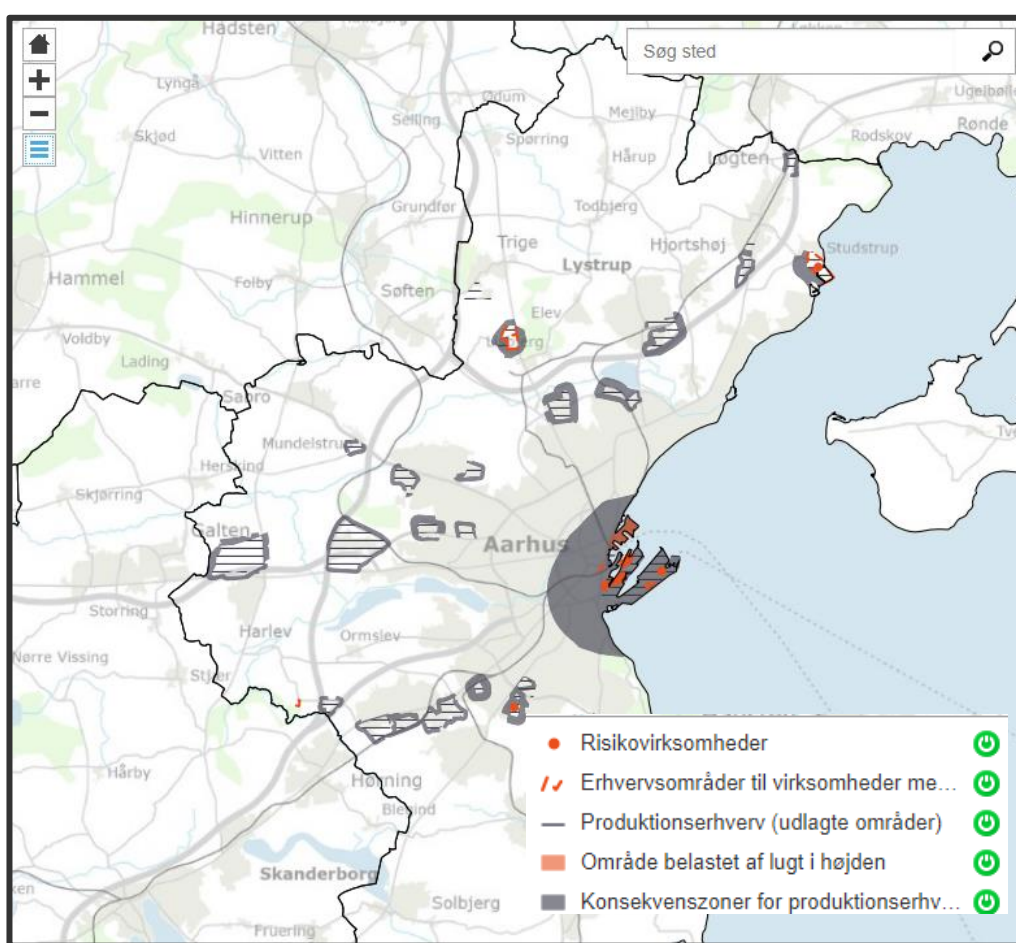 Hadsten
Søg sted
Lyngå
Ødum
Mejlby
Selling
Skjød
Spørring
Rodskov
Rønde
Vitten
Hårup
Løgten
Grundfør
Todbjerg
Hinnerup
Trige
Hjortshøj
Studstrup
Hammel
Folby
Søften
Lystrup
Elev
Voldby
Lading
Sabro
Mundelstrup
Herskind
Skjørring
Galten
Aarhus
Storring
Harlev
Ormslev
Nørre Vissing
Stjær
Hårby
Hørning
Blegind
Skanderborg
Solbjerg
Fruering
Risikovirksomheder
Erhvervsområder til virksomheder me...
Produktionserhverv (udlagte områder)
Område belastet af lugt i højden
Konsekvenszoner for produktionserhv...